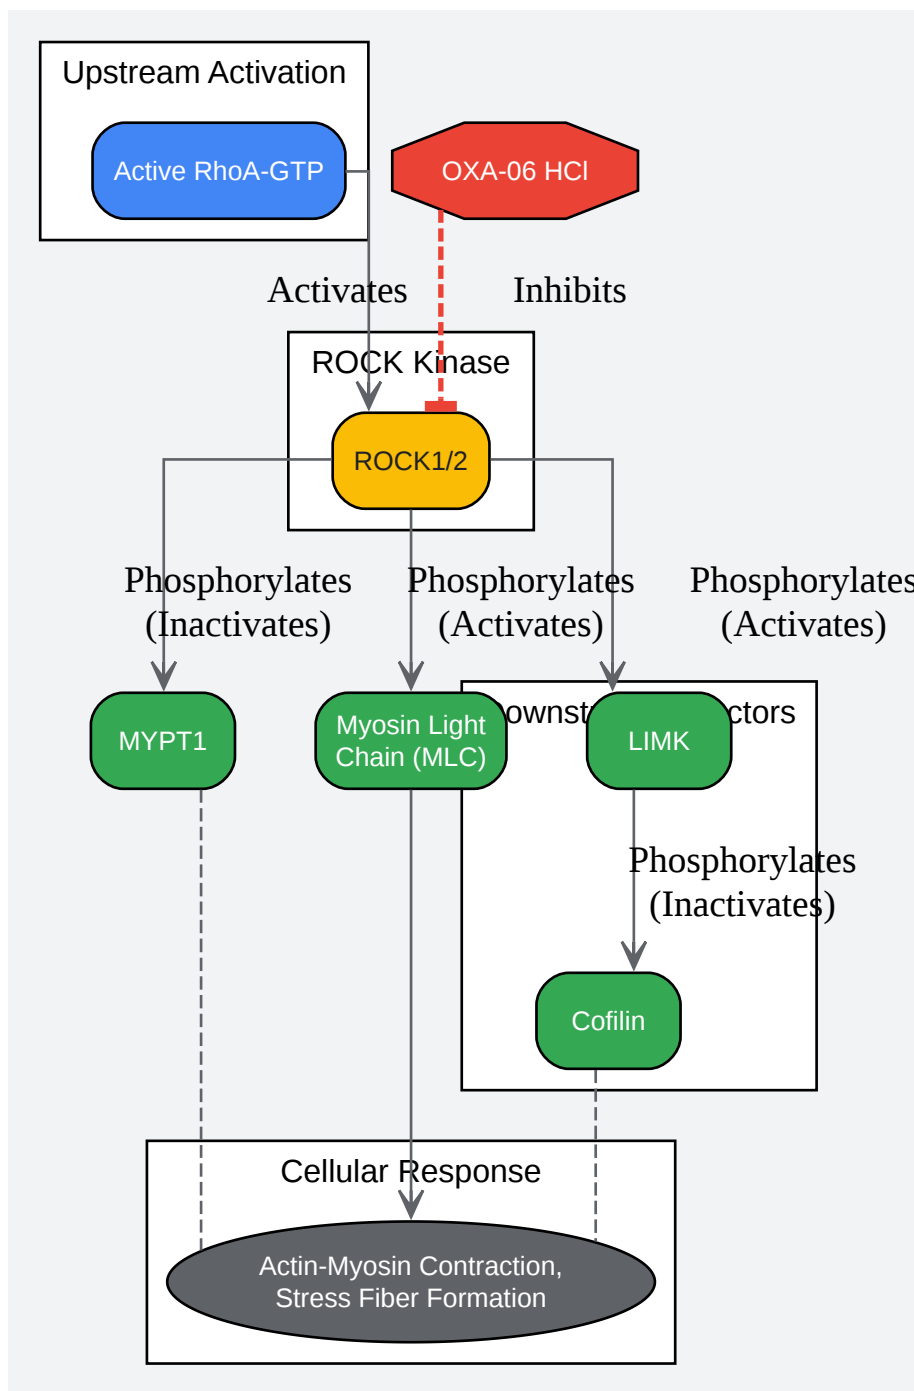 Upstream Activation
Active RhoA-GTP
OXA-06 HCl
Activates
Inhibits
ROCK Kinase
ROCK1/2
Phosphorylates
(Inactivates)
Phosphorylates
(Activates)
Phosphorylates
(Activates)
MYPT1
Myosin Light
Chain (MLC)
LIMK
Phosphorylates
(Inactivates)
Cofilin
Cellular Response
Actin-Myosin Contraction,
Stress Fiber Formation